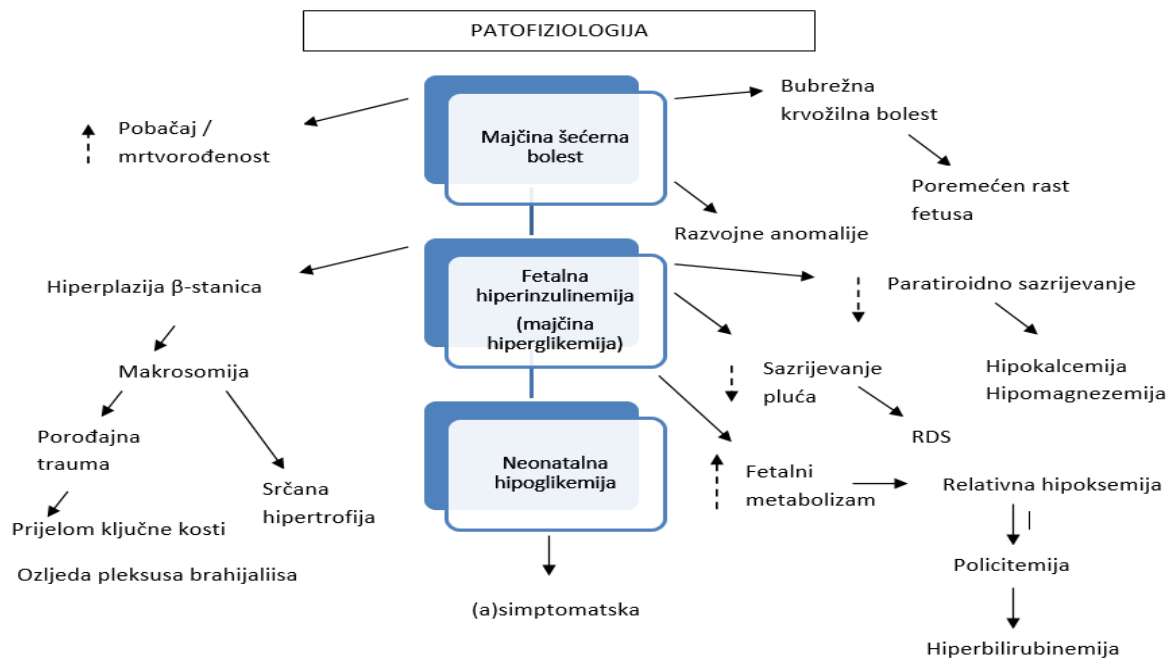 PATOFIZIOLOGIJA
Pobačaj /
mrtvorođenost
Majčina šećerna
bolest
Bubrežna
krvožilna bolest
Poremećen rast
fetusa
Razvojne anomalije
Hiperplazija β-stanica
Fetalna
hiperinzulinemija
(majčina
hiperglikemija)
Paratiroidno sazrijevanje
Hipokalcemija
Hipomagnezemija
Makrosomija
Sazrijevanje
pluća
RDS
Porođajna
trauma
Srčana
hipertrofija
Prijelom ključne kosti
Ozljeda pleksusa brahijaliisa
Neonatalna
hipoglikemija
(a)simptomatska
Fetalni
metabolizam
Relativna hipoksemija
Policitemija
Hiperbilirubinemija